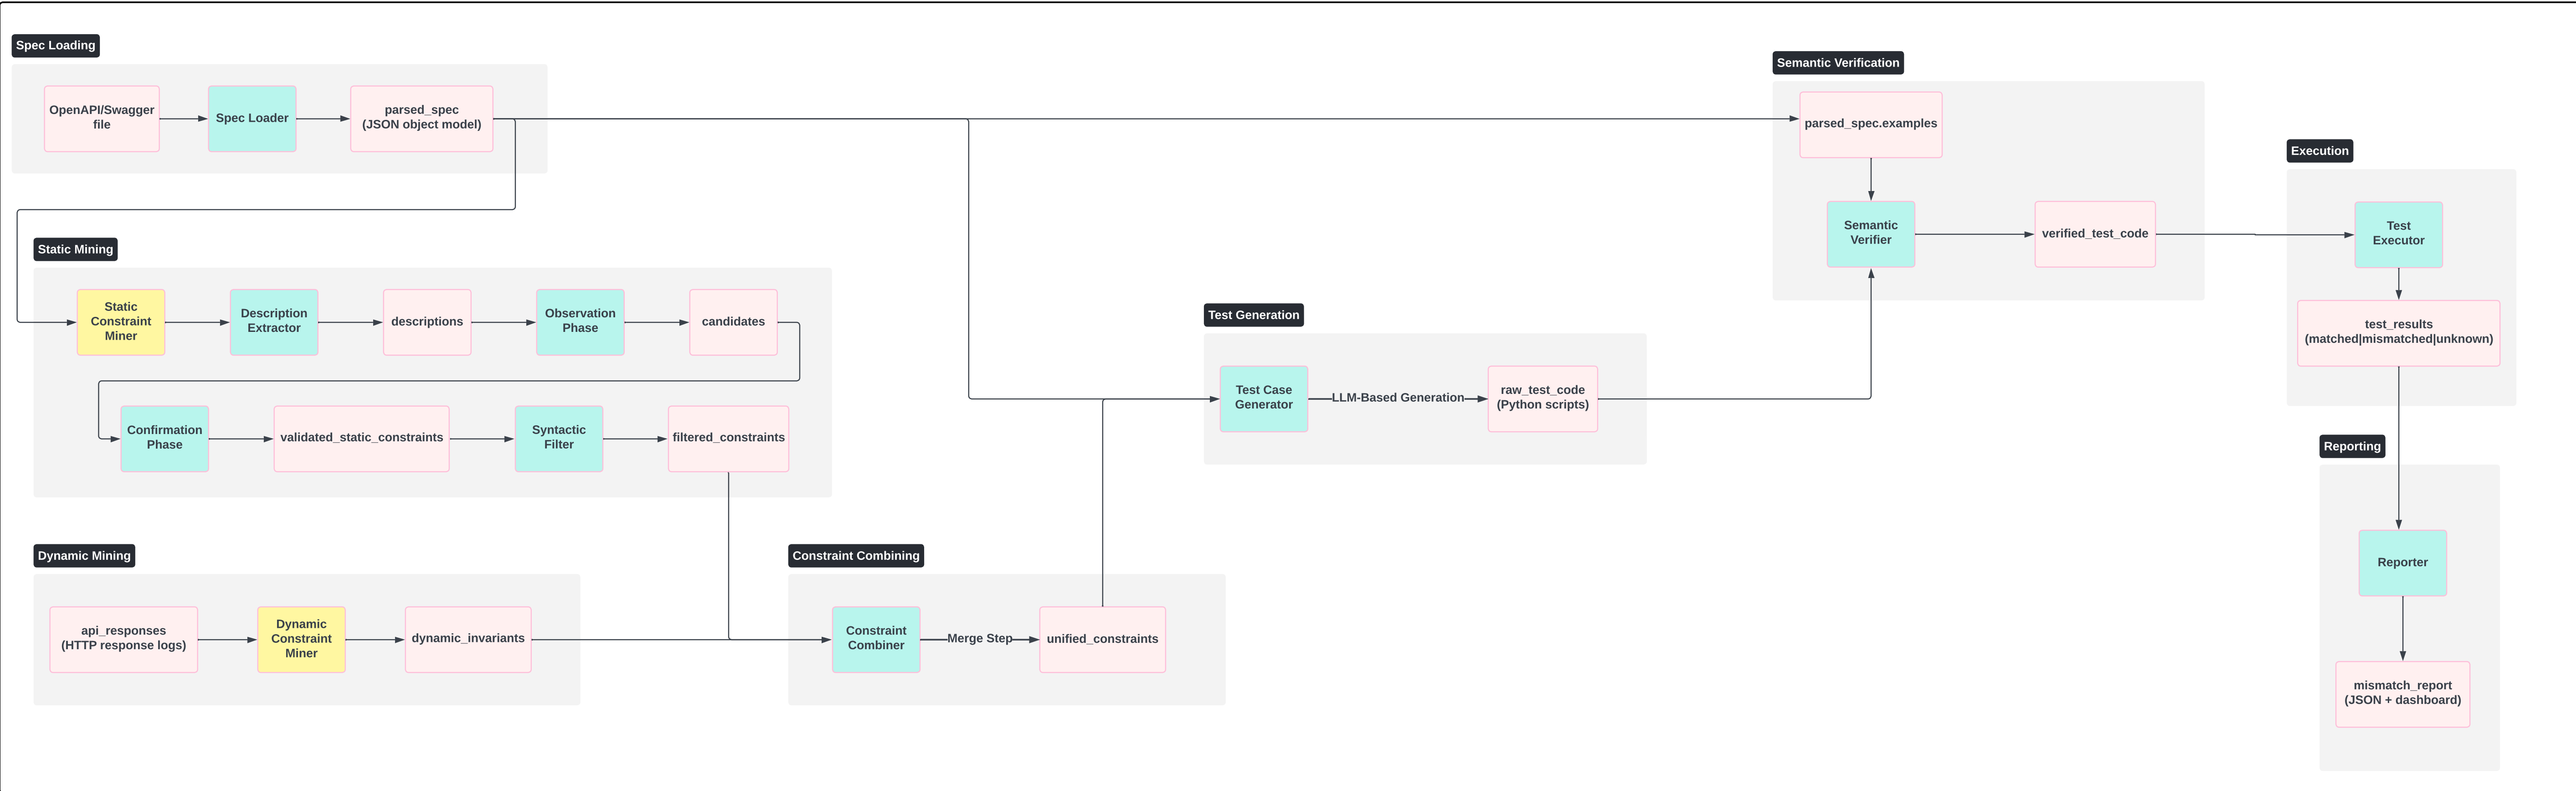 Spec Loading
OpenAPI/Swagger
file
Spec Loader
parsed_spec
(JSON object model)
Static Mining
Static
Constraint
Miner
Description
Extractor
descriptions
Observation
Phase
candidates
Confirmation
Phase
validated_static_constraints
Syntactic
Filter
filtered_constraints
Dynamic Mining
api_responses
(HTTP response logs)
Dynamic
Constraint
Miner
dynamic_invariants
Constraint Combining
Constraint
Combiner
Merge Step
unified_constraints
Test Generation
Test Case
Generator
LLM-Based Generation
raw_test_code
(Python scripts)
Semantic Verification
parsed_spec.examples
Semantic
Verifier
verified_test_code
Execution
Test
Executor
test_results
(matched|mismatched|unknown)
Reporting
Reporter
mismatch_report
(JSON + dashboard)